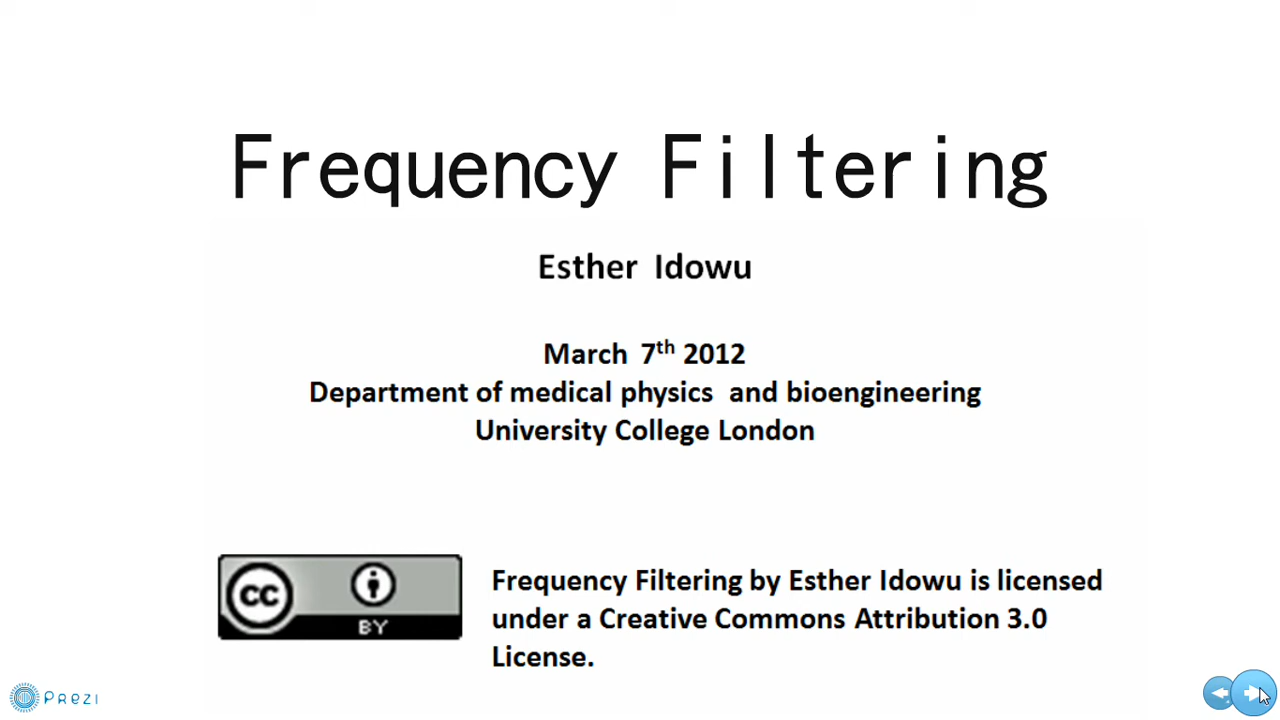 Frequency Filtering
Esther Idowu
March 7th 2012
Department of medical physics and bioengineering
University College London
Frequency Filtering by Esther Idowu is licensed
under a Creative Commons Attribution 3.0
License.
CC
BY
Prezi